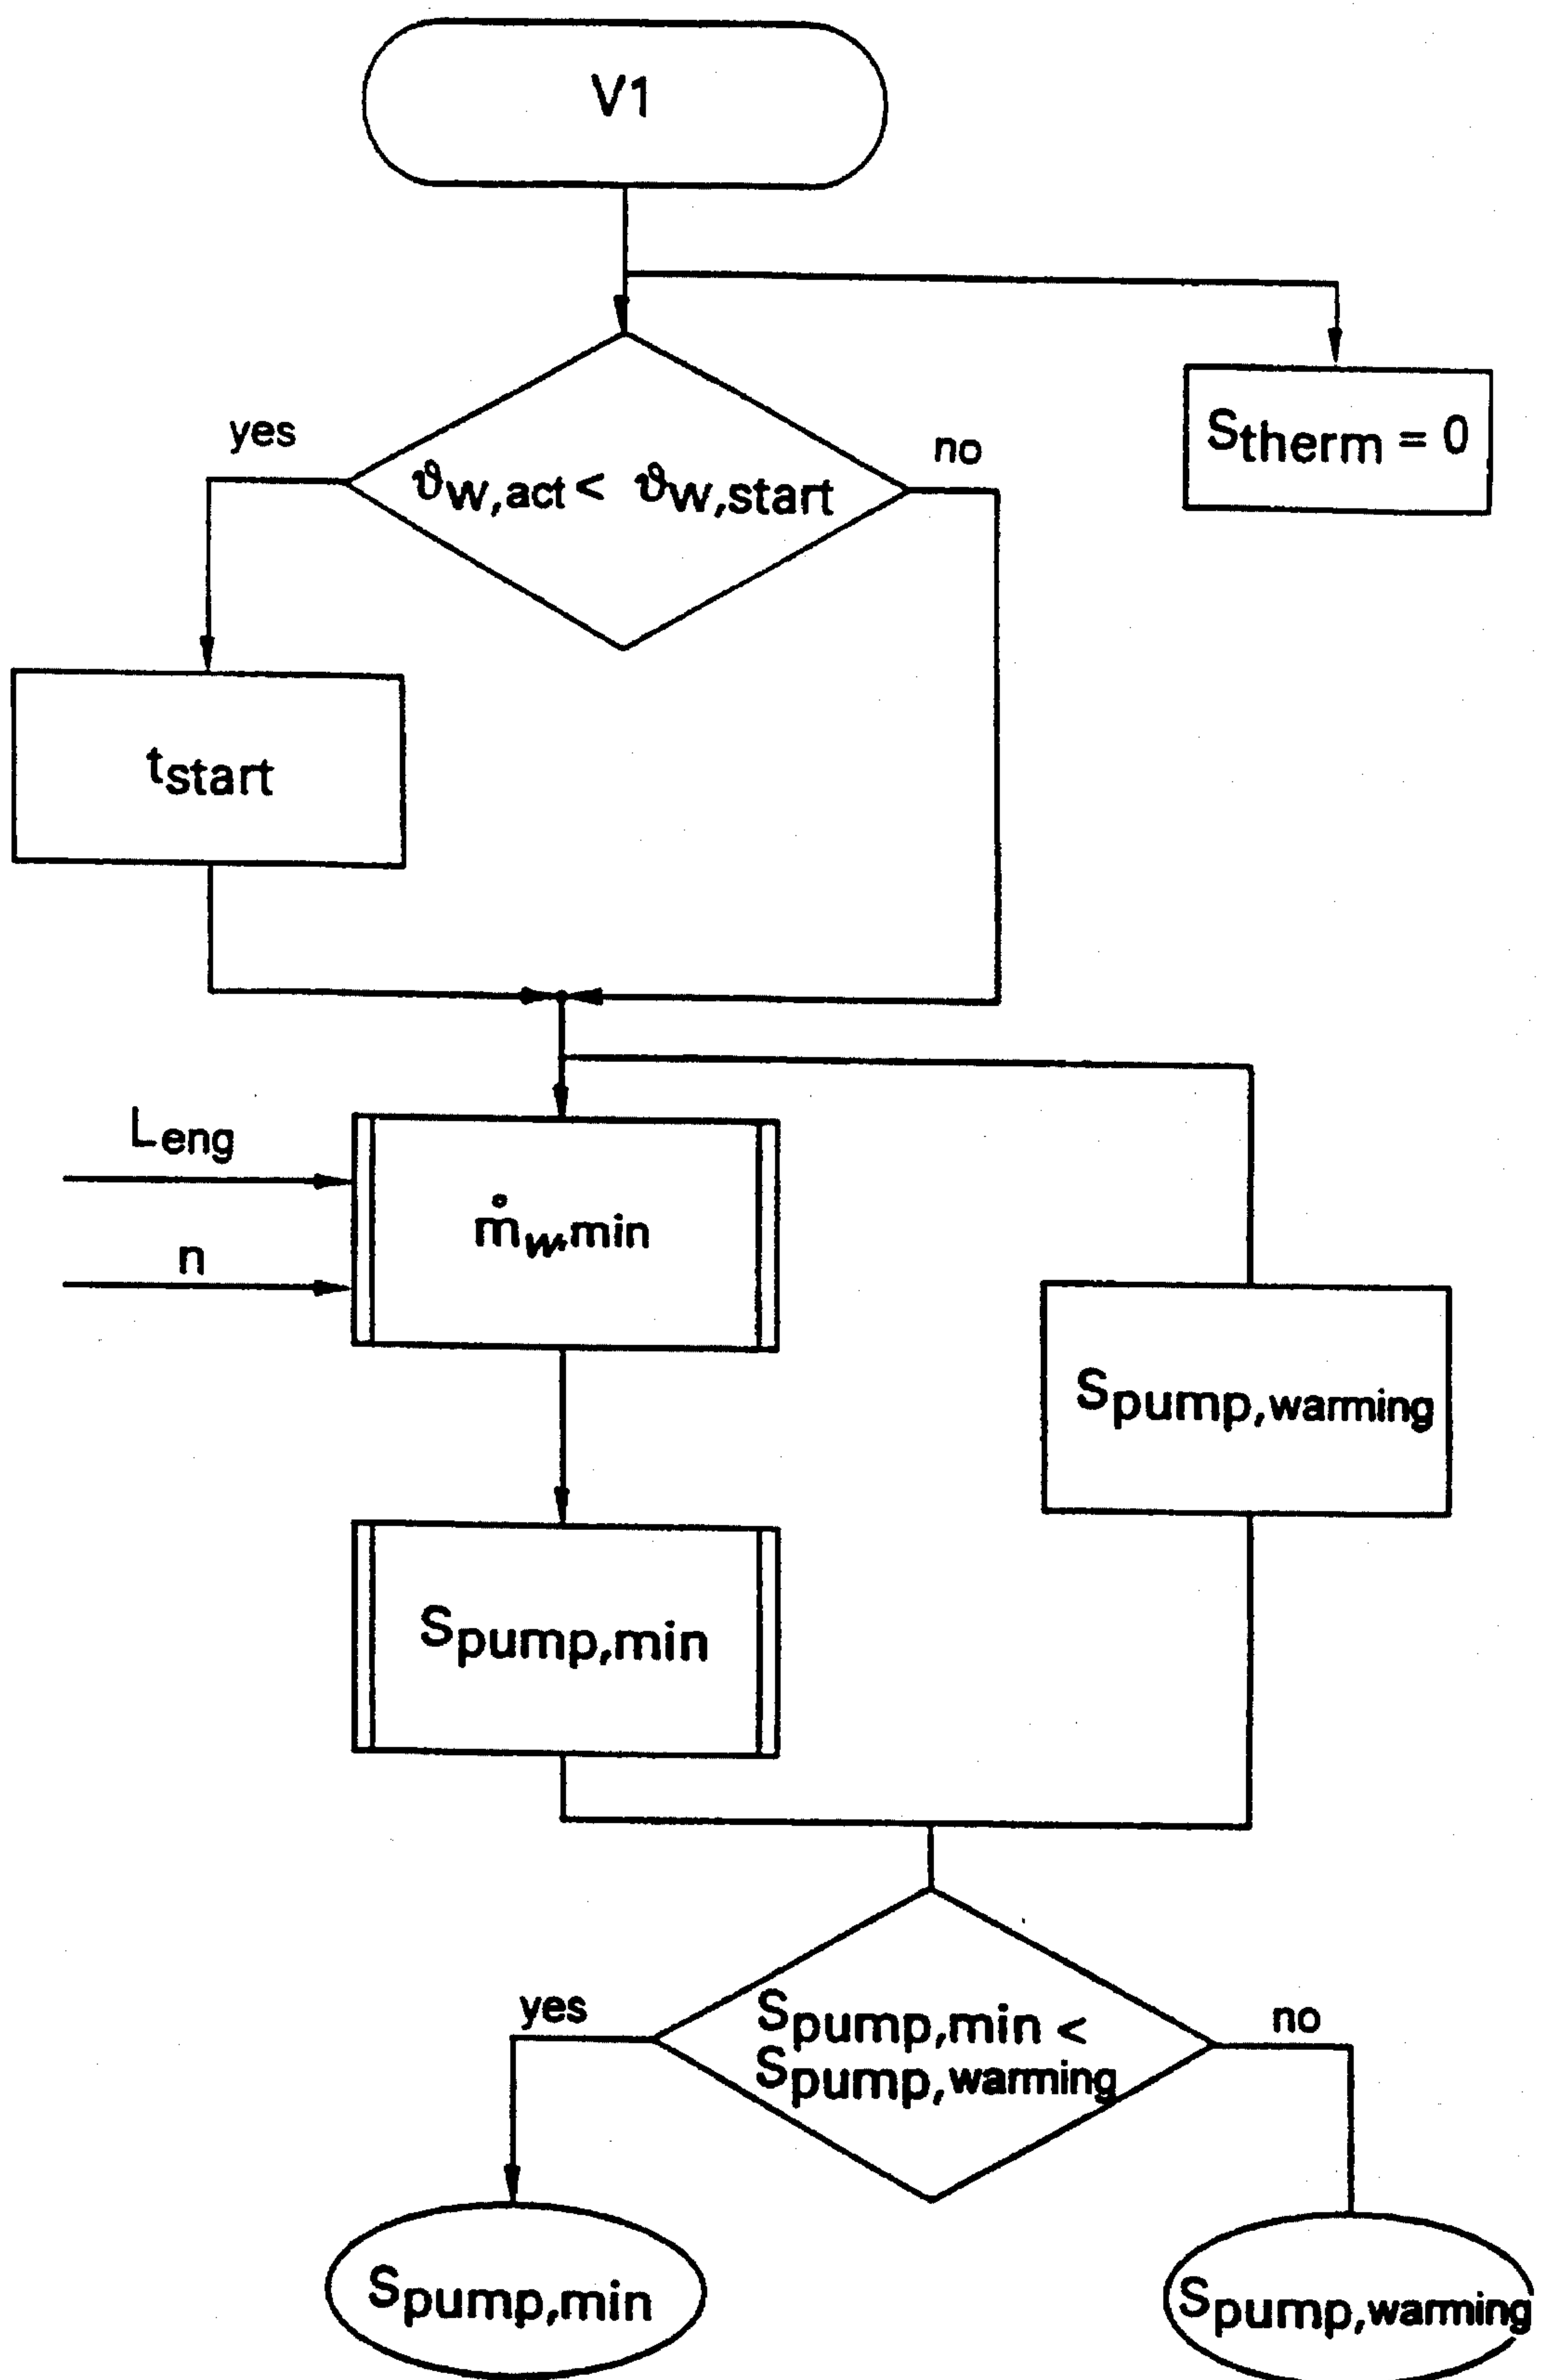 V1
yes
ϑw,act < ϑw,start
no
Stherm = 0
tstart
Leng
n
m̊w,min
Spump,warming
Spump,min
yes
Spump,min <
Spump,warming
no
Spump,min
Spump,warming